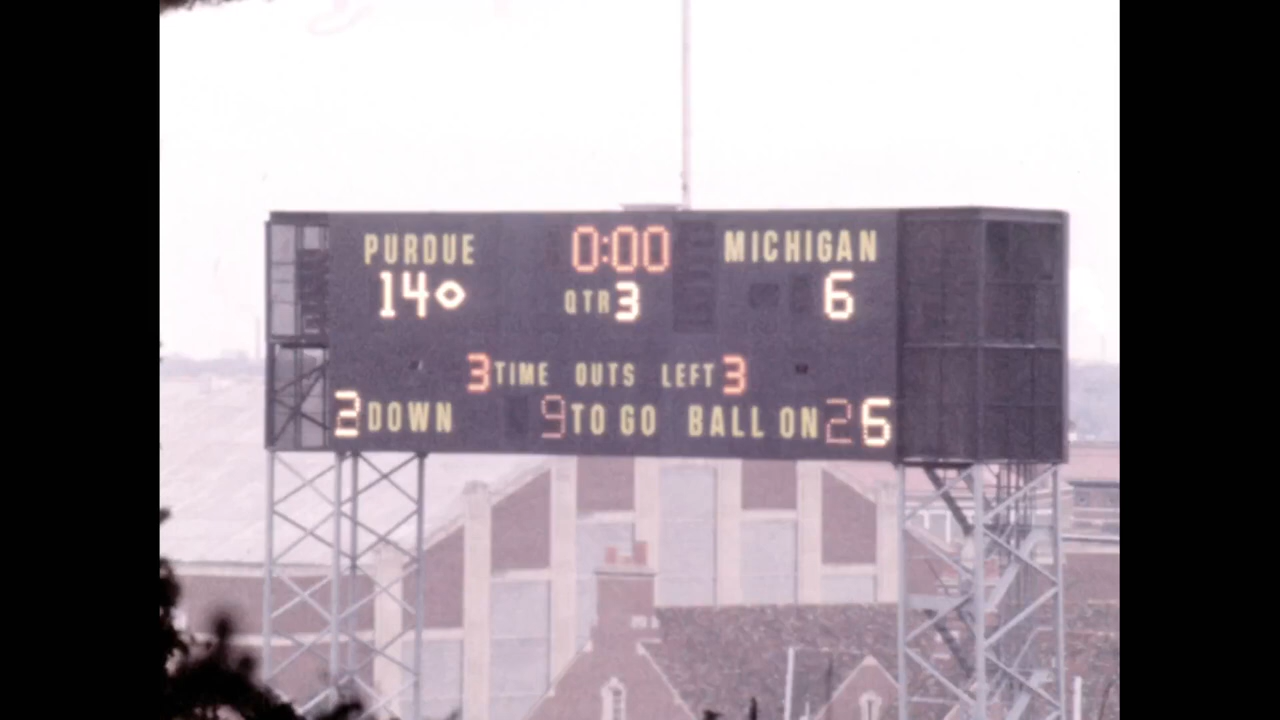 PURDUE 0:00 MICHIGAN
14 QTR 3 6
3 TIME OUTS LEFT 3
2 DOWN 9 TO GO BALL ON 26